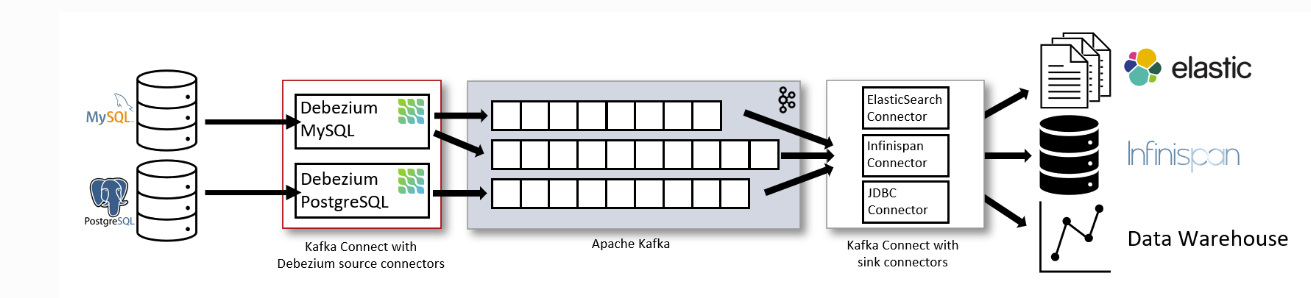 MySQL
PostgreSQL
Debezium
MySQL
Debezium
PostgreSQL
Kafka Connect with
Debezium source connectors
Apache Kafka
ElasticSearch
Connector
Infinispan
Connector
JDBC
Connector
Kafka Connect with
sink connectors
elastic
Infinispan
Data Warehouse